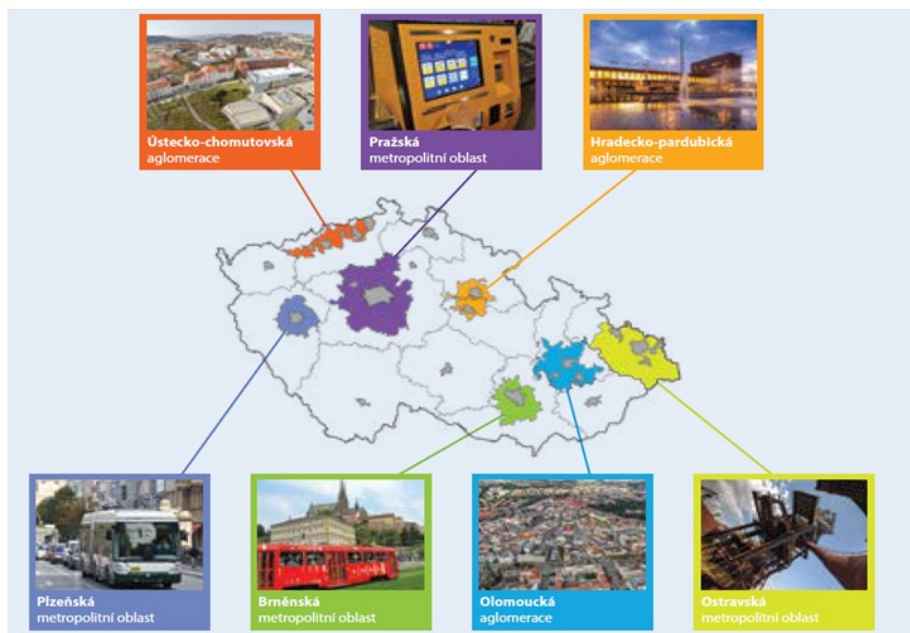 Ústecko-chomutovská
aglomerace
Pražská
metropolitní oblast
Hradecko-pardubická
aglomerace
Plzeňská
metropolitní oblast
Brněnská
metropolitní oblast
Olomoucká
aglomerace
Ostravská
metropolitní oblast